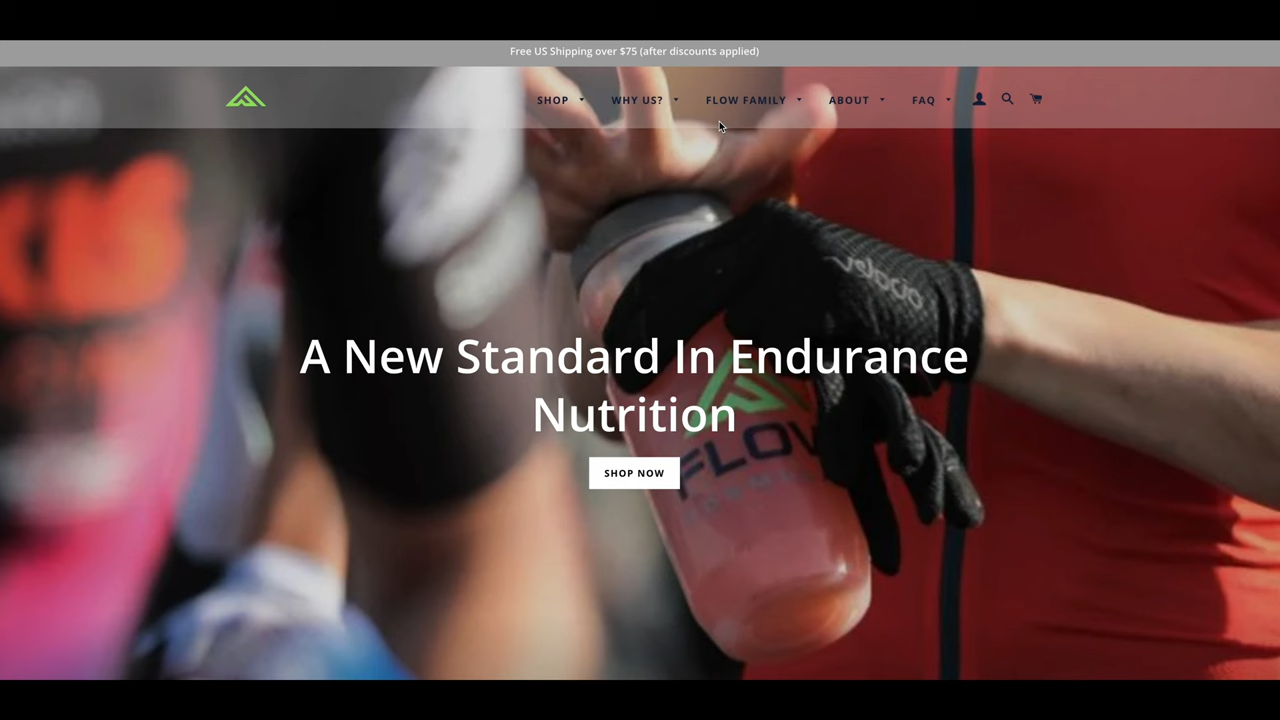 Free US Shipping over $75 (after discounts applied)
SHOP WHY US? FLOW FAMILY ABOUT FAQ
velocio
A New Standard In Endurance
Nutrition
FLOW
SHOP NOW